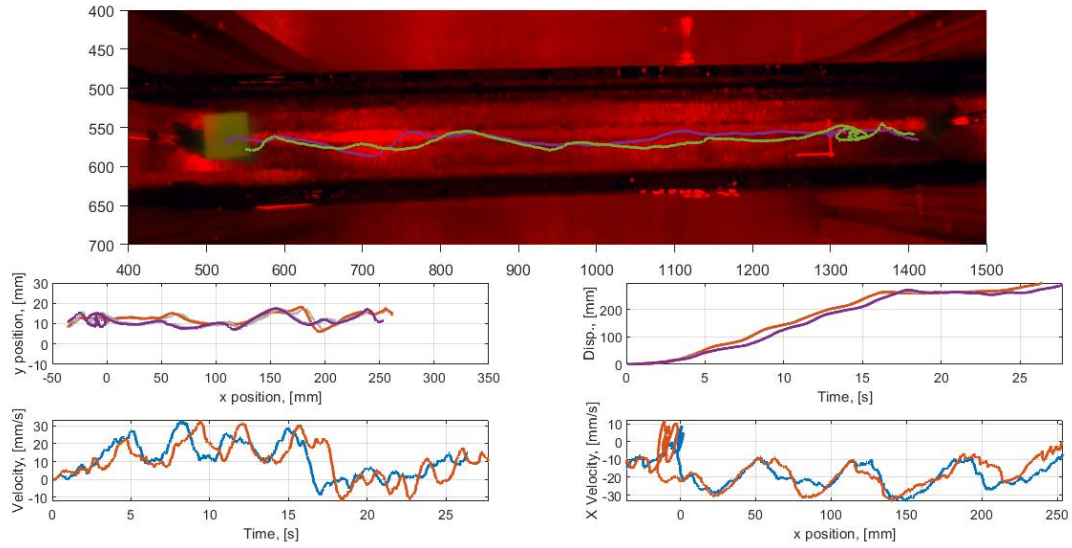 400
500
550
600
650
700
400 500 600 700 800 900 1000 1100 1200 1300 1400 1500
y position, [mm]
30
20
10
0
-10
-50 0 50 100 150 200 250 300 350
x position, [mm]
Disp., [mm]
200
100
0
0 5 10 15 20 25
Time, [s]
Velocity, [mm/s]
30
20
10
0
-10
0 5 10 15 20 25
Time, [s]
X Velocity, [mm/s]
10
0
-10
-20
-30
0 50 100 150 200 250
x position, [mm]